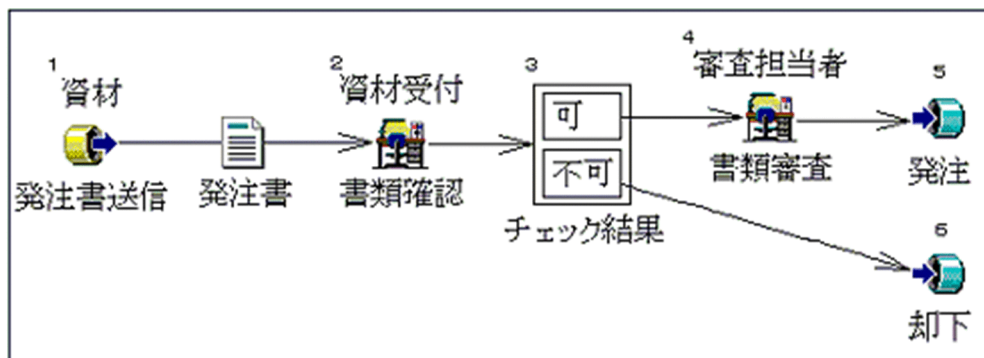 1
資材
発注書送信
発注書
2
資材受付
書類確認
3
可
不可
チェック結果
4
審査担当者
書類審査
5
発注
6
却下